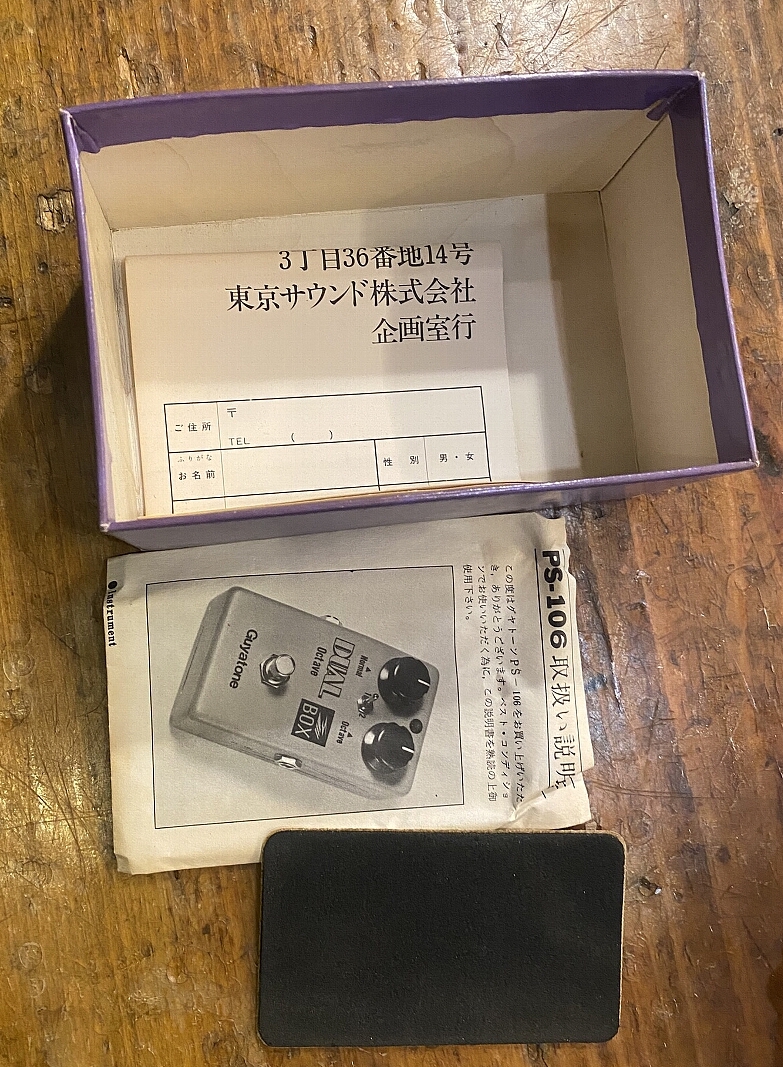 3丁目36番地14号
東京サウンド株式会社
企画室行
ご住所
〒
TEL ( )
ふりがな
お名前
性別
男・女
PS-106 取扱い説明
この度はグヤトーンPS－106をお買い上げいただ
き、ありがとうございます。ベスト・コンディショ
ンでお使いいただく為に、この説明書を熟読の上御
使用下さい。
Normal
Octave
DUAL
Octave
BOX
Guyatone
●Instrument